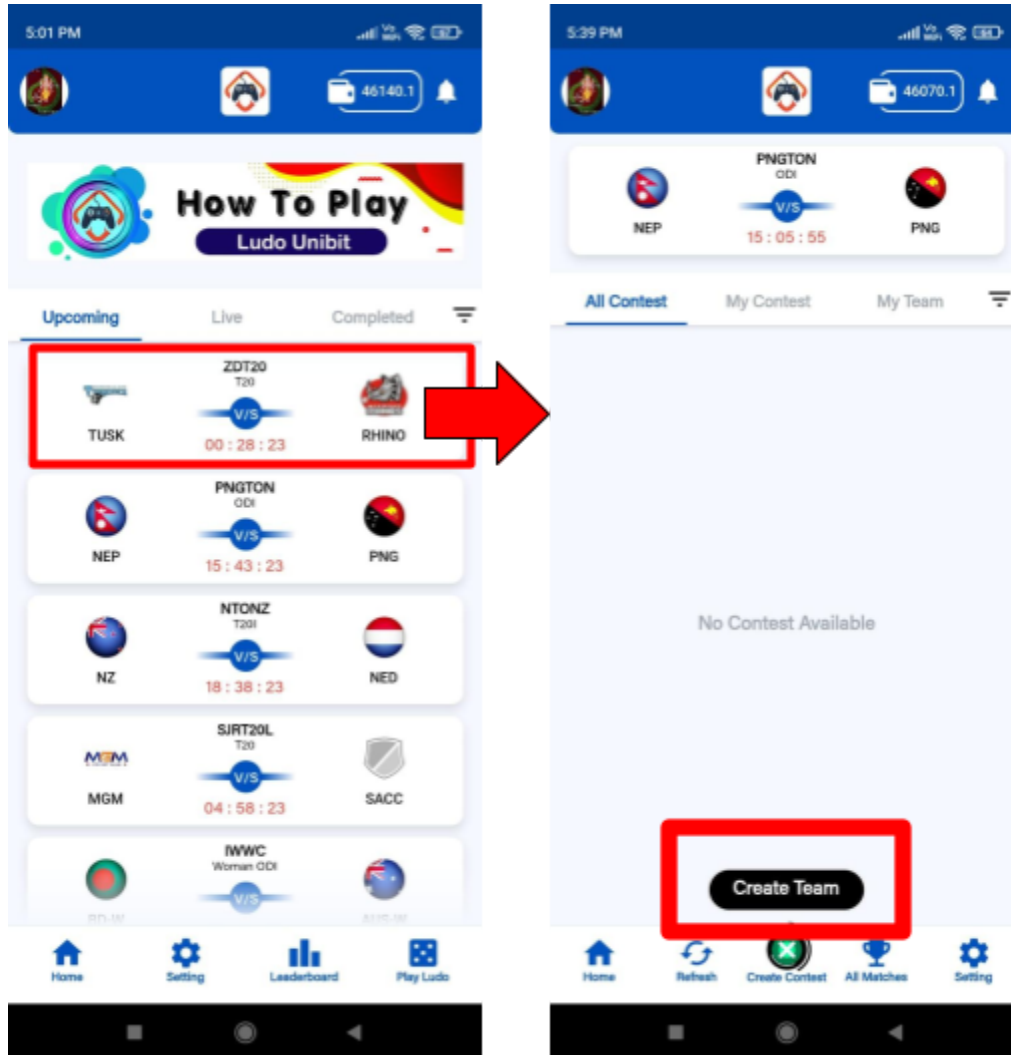 5:01 PM
46140.1
How To Play
Ludo Unibit
Upcoming
Live
Completed
ZDT20
T20
V/S
TUSK
RHINO
00 : 28 : 23
PNGTON
ODI
V/S
NEP
PNG
15 : 43 : 23
NTONZ
T20I
V/S
NZ
NED
18 : 38 : 23
SJRT20L
T20
MGM
V/S
MGM
SACC
04 : 58 : 23
IWWC
Woman ODI
V/S
BD-W
AUS-W
Home
Setting
Leaderboard
Play Ludo
5:39 PM
46070.1
PNGTON
ODI
V/S
NEP
PNG
15 : 05 : 55
All Contest
My Contest
My Team
No Contest Available
Create Team
Home
Refresh
Create Contest
All Matches
Setting